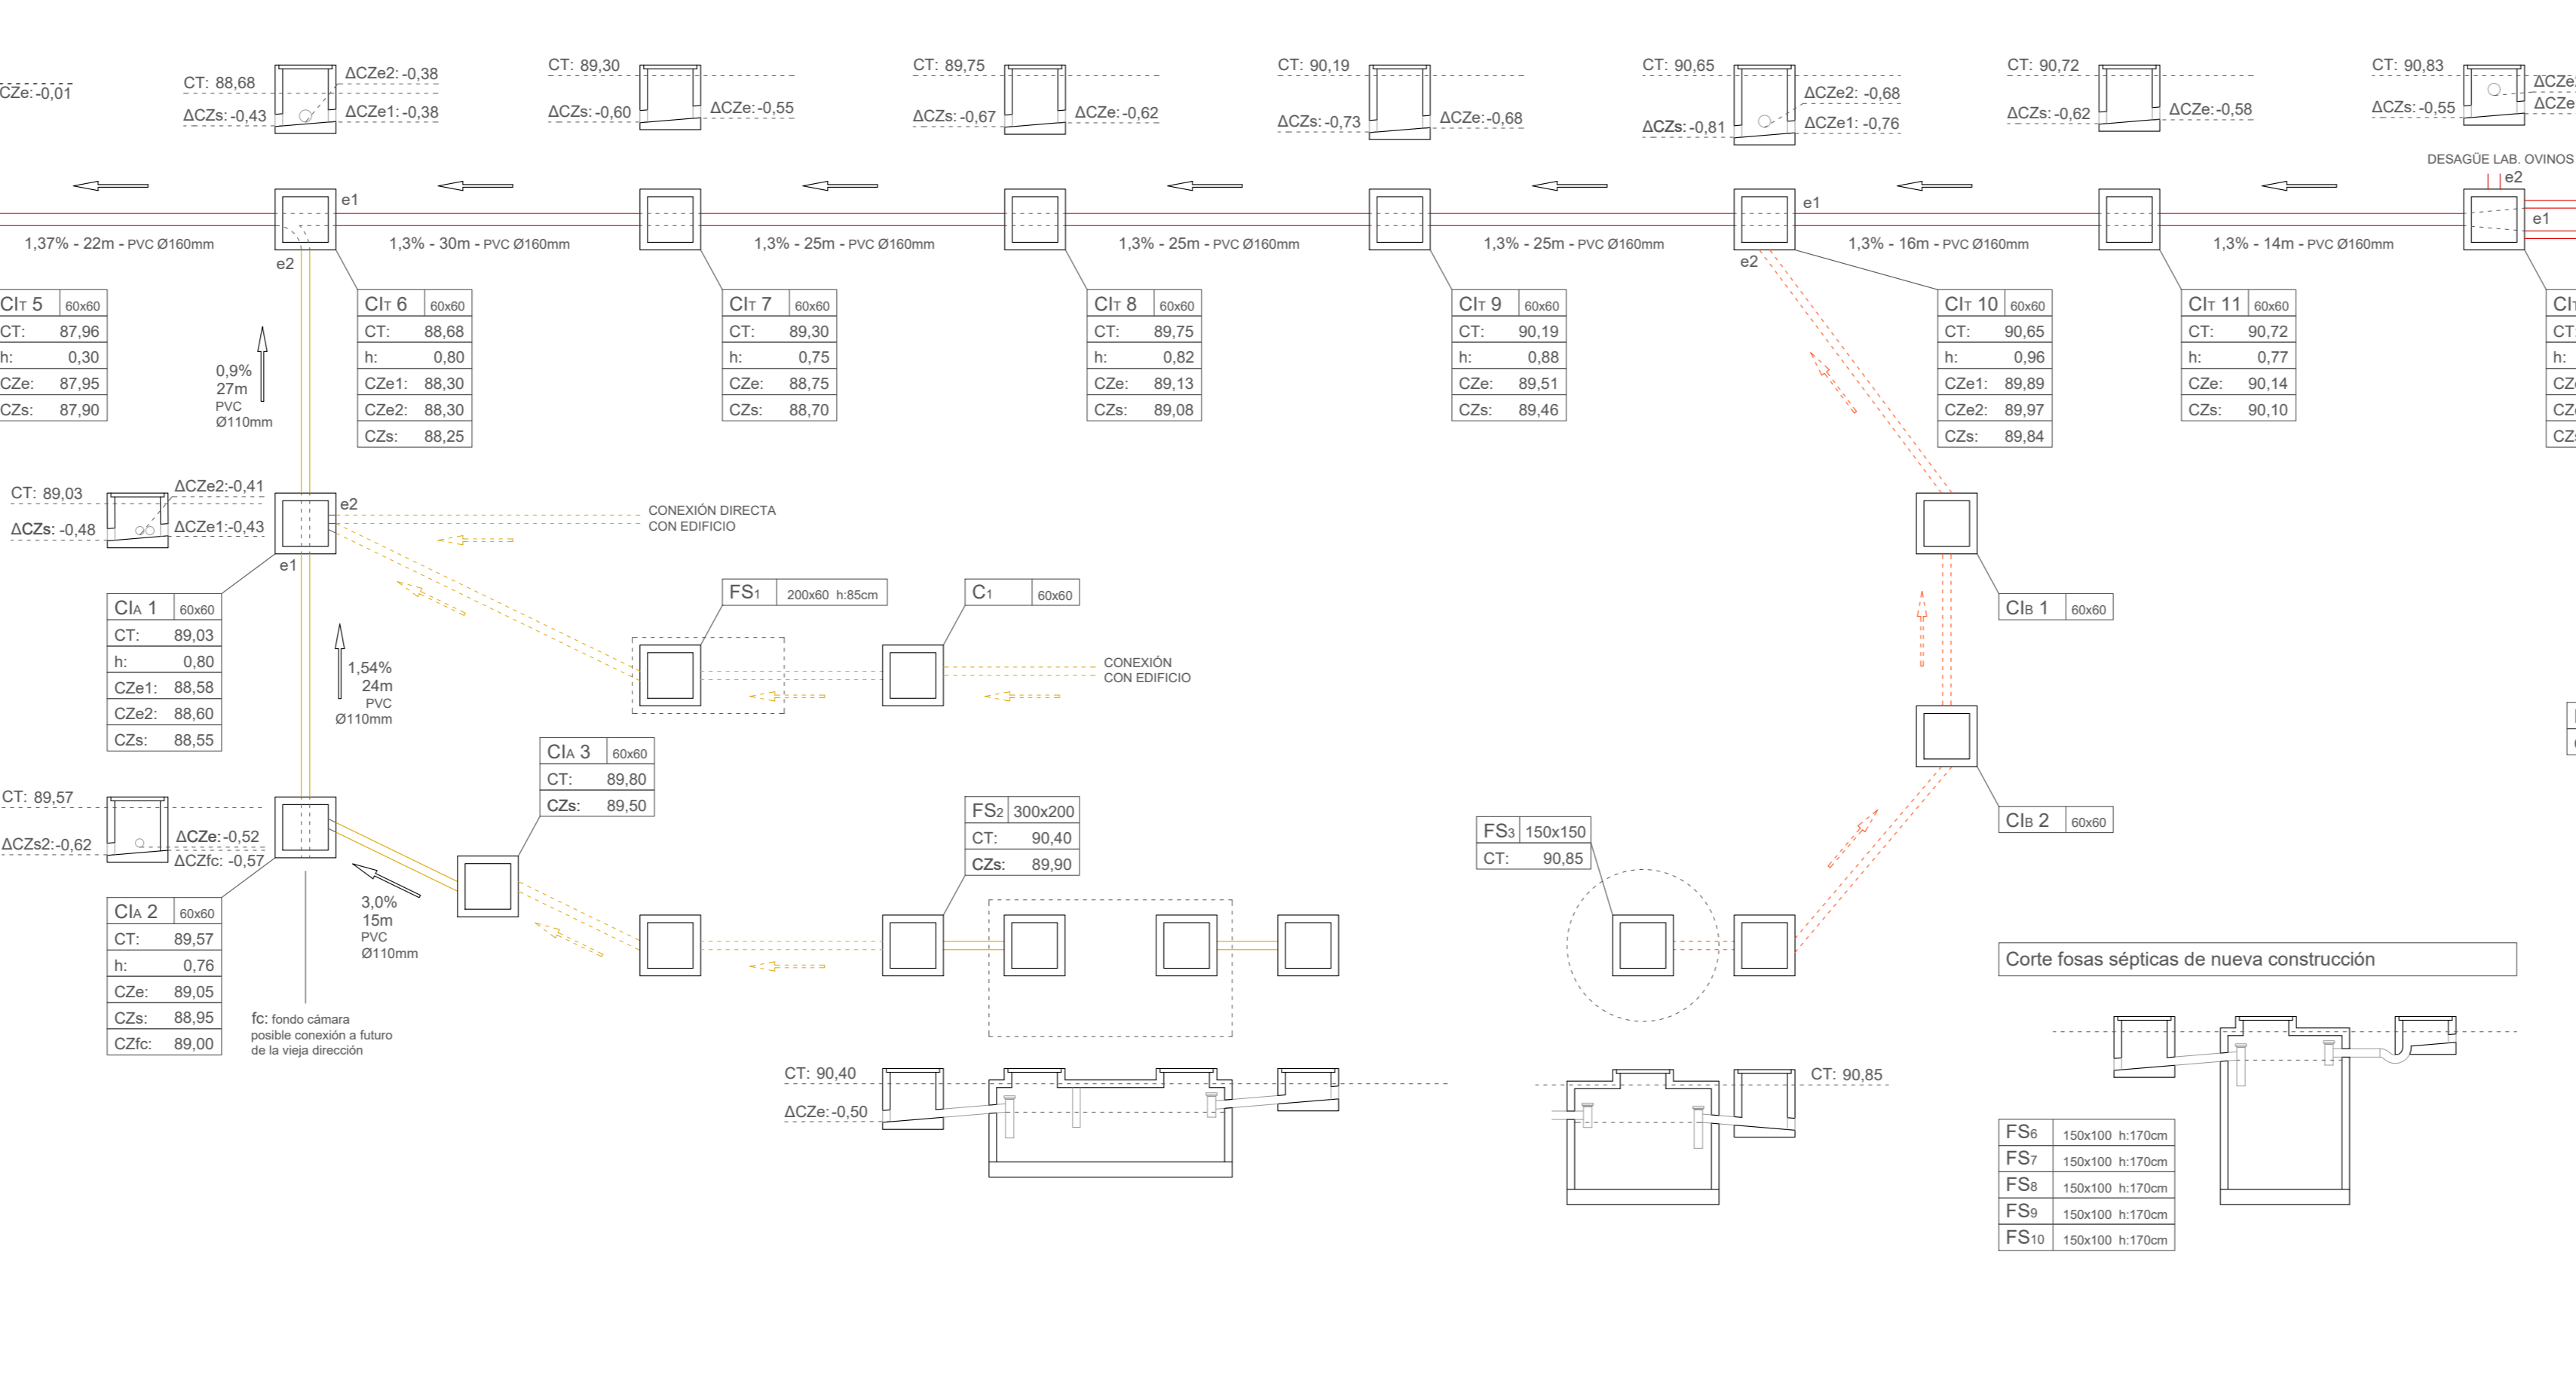 CZe: -0,01
CT: 88,68
ΔCZe2: -0,38
ΔCZs: -0,43
ΔCZe1: -0,38
CT: 89,30
ΔCZs: -0,60
ΔCZe: -0,55
CT: 89,75
ΔCZs: -0,67
ΔCZe: -0,62
CT: 90,19
ΔCZs: -0,73
ΔCZe: -0,68
CT: 90,65
ΔCZe2: -0,68
ΔCZs: -0,81
ΔCZe1: -0,76
CT: 90,72
ΔCZs: -0,62
ΔCZe: -0,58
CT: 90,83
ΔCZe
ΔCZs: -0,55
ΔCZe
DESAGÜE LAB. OVINOS
e2
e1
e1
e1
1,37% - 22m - PVC Ø160mm
1,3% - 30m - PVC Ø160mm
1,3% - 25m - PVC Ø160mm
1,3% - 25m - PVC Ø160mm
1,3% - 25m - PVC Ø160mm
1,3% - 16m - PVC Ø160mm
1,3% - 14m - PVC Ø160mm
e2
e2
CIT 5
CT: 87,96
h: 0,30
CZe: 87,95
CZs: 87,90
CIT 6 60x60
CT: 88,68
h: 0,80
CZe1: 88,30
CZe2: 88,30
CZs: 88,25
CIT 7 60x60
CT: 89,30
h: 0,75
CZe: 88,75
CZs: 88,70
CIT 8 60x60
CT: 89,75
h: 0,82
CZe: 89,13
CZs: 89,08
CIT 9 60x60
CT: 90,19
h: 0,88
CZe: 89,51
CZs: 89,46
CIT 10 60x60
CT: 90,65
h: 0,96
CZe1: 89,89
CZe2: 89,97
CZs: 89,84
CIT 11 60x60
CT: 90,72
h: 0,77
CZe: 90,14
CZs: 90,10
CIT
CT:
h:
60x60
0,9%
27m
PVC
Ø110mm
CT: 89,03
ΔCZe2: -0,41
ΔCZs: -0,48
ΔCZe1: -0,43
e2
e1
CONEXIÓN DIRECTA
CON EDIFICIO
CIA 1 60x60
CT: 89,03
h: 0,80
CZe1: 88,58
CZe2: 88,60
CZs: 88,55
1,54%
24m
PVC
Ø110mm
FS1 200x60 h:85cm
C1 60x60
CONEXIÓN
CON EDIFICIO
CIB 1 60x60
CIA 3 60x60
CT: 89,80
CZs: 89,50
CT: 89,57
ΔCZs2: -0,62
ΔCZe: -0,52
ΔCZfc: -0,57
FS2 300x200
CT: 90,40
CZs: 89,90
FS3 150x150
CT: 90,85
CIB 2 60x60
CIA 2 60x60
CT: 89,57
h: 0,76
CZe: 89,05
CZs: 88,95
CZfc: 89,00
3,0%
15m
PVC
Ø110mm
fc: fondo cámara
posible conexión a futuro
de la vieja dirección
Corte fosas sépticas de nueva construcción
CT: 90,40
ΔCZe: -0,50
CT: 90,85
FS6 150x100 h:170cm
FS7 150x100 h:170cm
FS8 150x100 h:170cm
FS9 150x100 h:170cm
FS10 150x100 h:170cm